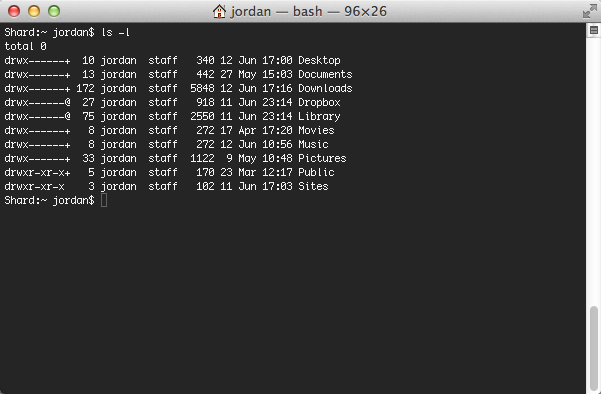 jordan — bash — 96×26
Shard:~ jordan$ ls -l
total 0
drwx------+  10 jordan  staff   340 12 Jun 17:00 Desktop
drwx------+  13 jordan  staff   442 27 May 15:03 Documents
drwx------+ 172 jordan  staff  5848 12 Jun 17:16 Downloads
drwx------@  27 jordan  staff   918 11 Jun 23:14 Dropbox
drwx------@  75 jordan  staff  2550 11 Jun 23:14 Library
drwx------+   8 jordan  staff   272 17 Apr 17:20 Movies
drwx------+   8 jordan  staff   272 12 Jun 10:56 Music
drwx------+  33 jordan  staff  1122  9 May 10:48 Pictures
drwxr-xr-x+   5 jordan  staff   170 23 Mar 12:17 Public
drwxr-xr-x    3 jordan  staff   102 11 Jun 17:03 Sites
Shard:~ jordan$